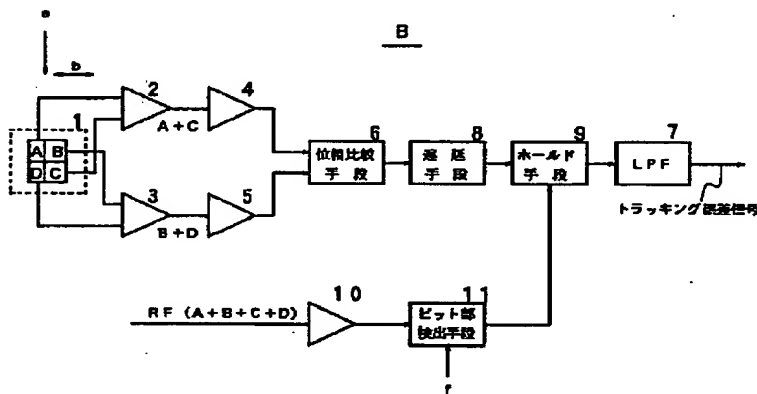 a
B
b
1
2
4
A+C
A B
D C
3
5
B+D
6
位相比較
手段
8
遅延
手段
9
ホールド
手段
7
LPF
トラッキング誤差信号
RF (A+B+C+D)
10
11
ピット部
検出手段
f